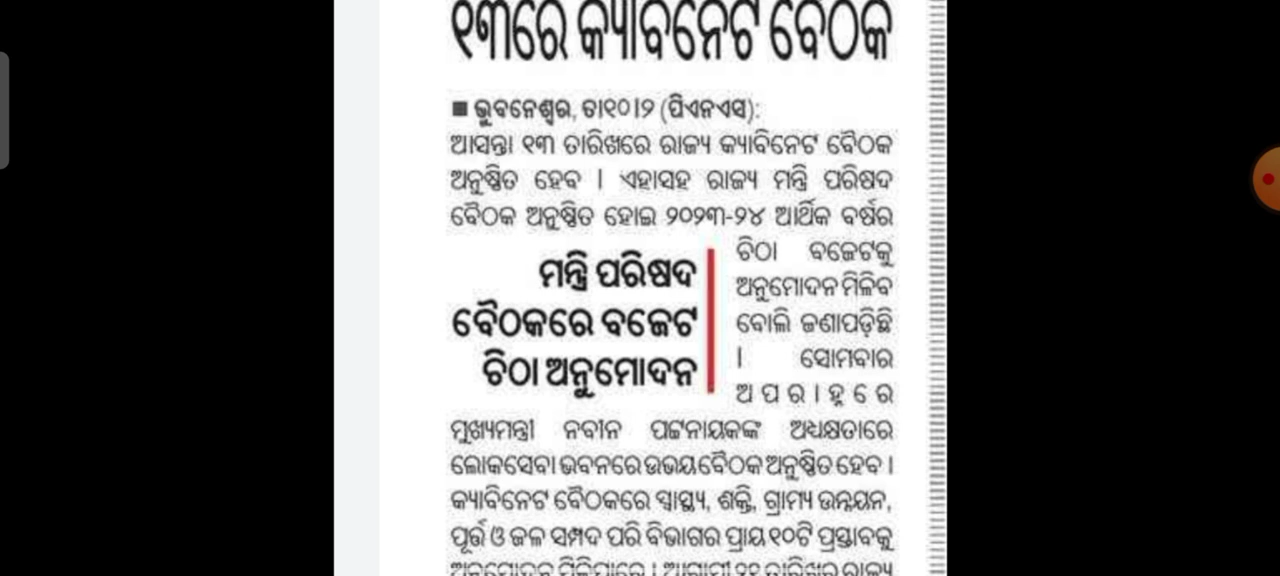 ୧୩ରେ କ୍ୟାବିନେଟ ବୈଠକ
■ ଭୁବନେଶ୍ୱର, ତା୧୦।୨ (ପିଏନଏସ):
ଆସନ୍ତା ୧୩ ତାରିଖରେ ରାଜ୍ୟ କ୍ୟାବିନେଟ ବୈଠକ
ଅନୁଷ୍ଠିତ ହେବ । ଏହାସହ ରାଜ୍ୟ ମନ୍ତ୍ରି ପରିଷଦ
ବୈଠକ ଅନୁଷ୍ଠିତ ହୋଇ ୨୦୨୩-୨୪ ଆର୍ଥିକ ବର୍ଷର
ମନ୍ତ୍ରି ପରିଷଦ
ବୈଠକରେ ବଜେଟ
ଚିଠା ଅନୁମୋଦନ
ଚିଠା ବଜେଟକୁ
ଅନୁମୋଦନ ମିଳିବ
ବୋଲି ଜଣାପଡ଼ିଛି
। ସୋମବାର
ଅପରାହ୍ନରେ
ମୁଖ୍ୟମନ୍ତ୍ରୀ ନବୀନ ପଟ୍ଟନାୟକଙ୍କ ଅଧ୍ୟକ୍ଷତାରେ
ଲୋକସେବା ଭବନରେ ଉଭୟ ବୈଠକ ଅନୁଷ୍ଠିତ ହେବ ।
କ୍ୟାବିନେଟ ବୈଠକରେ ସ୍ୱାସ୍ଥ୍ୟ, ଶକ୍ତି, ଗ୍ରାମ୍ୟ ଉନ୍ନୟନ,
ପୂର୍ତ୍ତ ଓ ଜଳ ସମ୍ପଦ ପରି ବିଭାଗର ପ୍ରାୟ ୧୦ଟି ପ୍ରସ୍ତାବକୁ